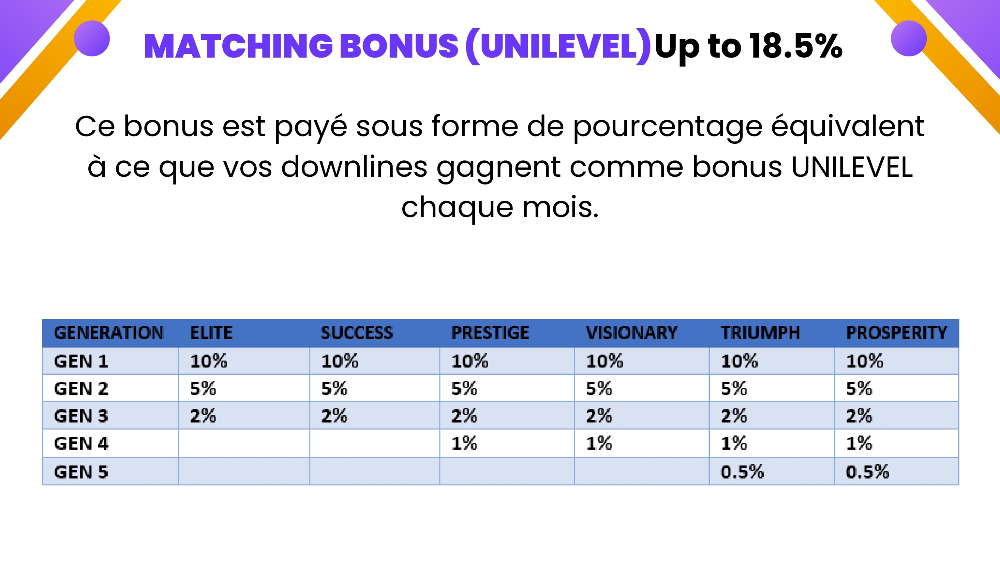 MATCHING BONUS (UNILEVEL) Up to 18.5%
Ce bonus est payé sous forme de pourcentage équivalent
à ce que vos downlines gagnent comme bonus UNILEVEL
chaque mois.
GENERATION ELITE SUCCESS PRESTIGE VISIONARY TRIUMPH PROSPERITY
GEN 1 10% 10% 10% 10% 10% 10%
GEN 2 5% 5% 5% 5% 5% 5%
GEN 3 2% 2% 2% 2% 2% 2%
GEN 4 1% 1% 1% 1%
GEN 5 0.5% 0.5%